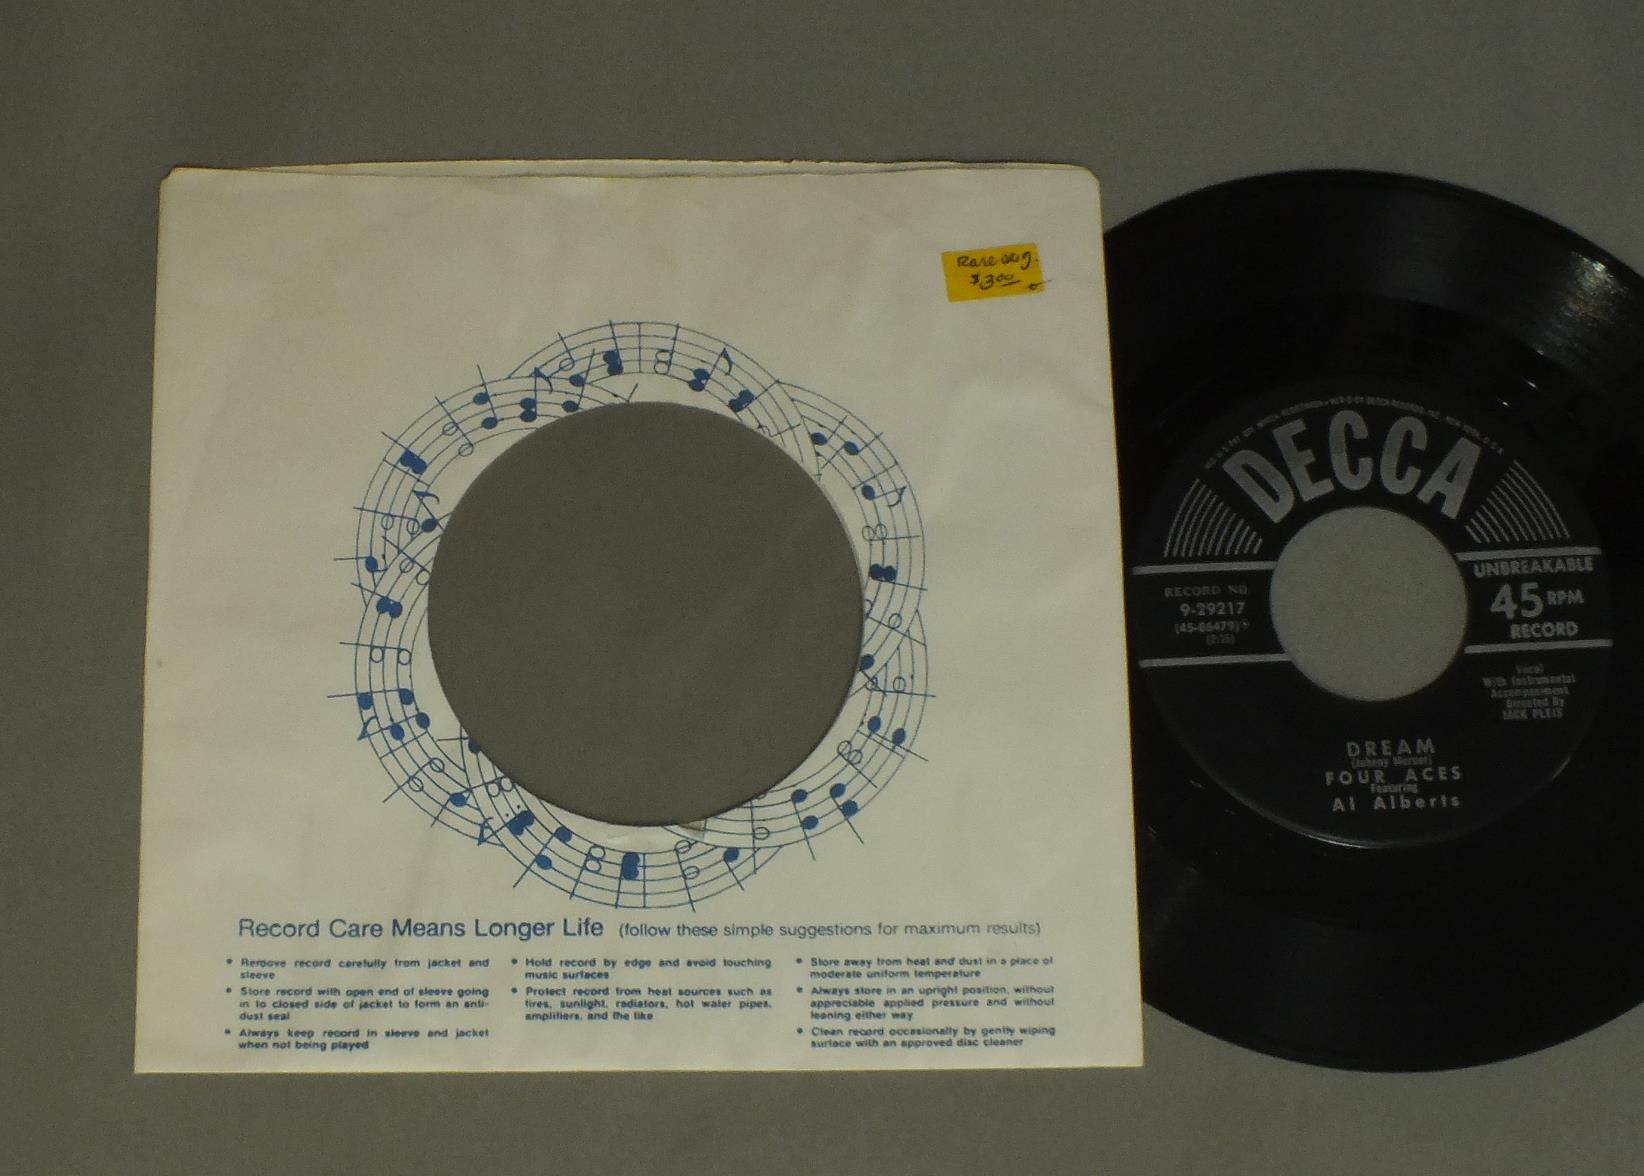 Rare orig.
$3.00
Record Care Means Longer Life (follow these simple suggestions for maximum results)
• Remove record carefully from jacket and
sleeve
• Store record with open end of sleeve going
in to closed side of jacket to form an anti-
dust seal
• Always keep record in sleeve and jacket
when not being played
• Hold record by edge and avoid touching
music surfaces
• Protect record from heat sources such as
fires, sunlight, radiators, hot water pipes,
amplifiers, and the like
• Store away from heat and dust in a place of
moderate uniform temperature
• Always store in an upright position, without
appreciable applied pressure and without
leaning either way
• Clean record occasionally by gently wiping
surface with an approved disc cleaner
DECCA
RECORD NO.
9-29217
(45-86479)
UNBREAKABLE
45 RPM
RECORD
Vocal
With Instrumental
Accompaniment
Directed By
JACK PLEIS
DREAM
(Johnny Mercer)
FOUR ACES
Featuring
Al Alberts